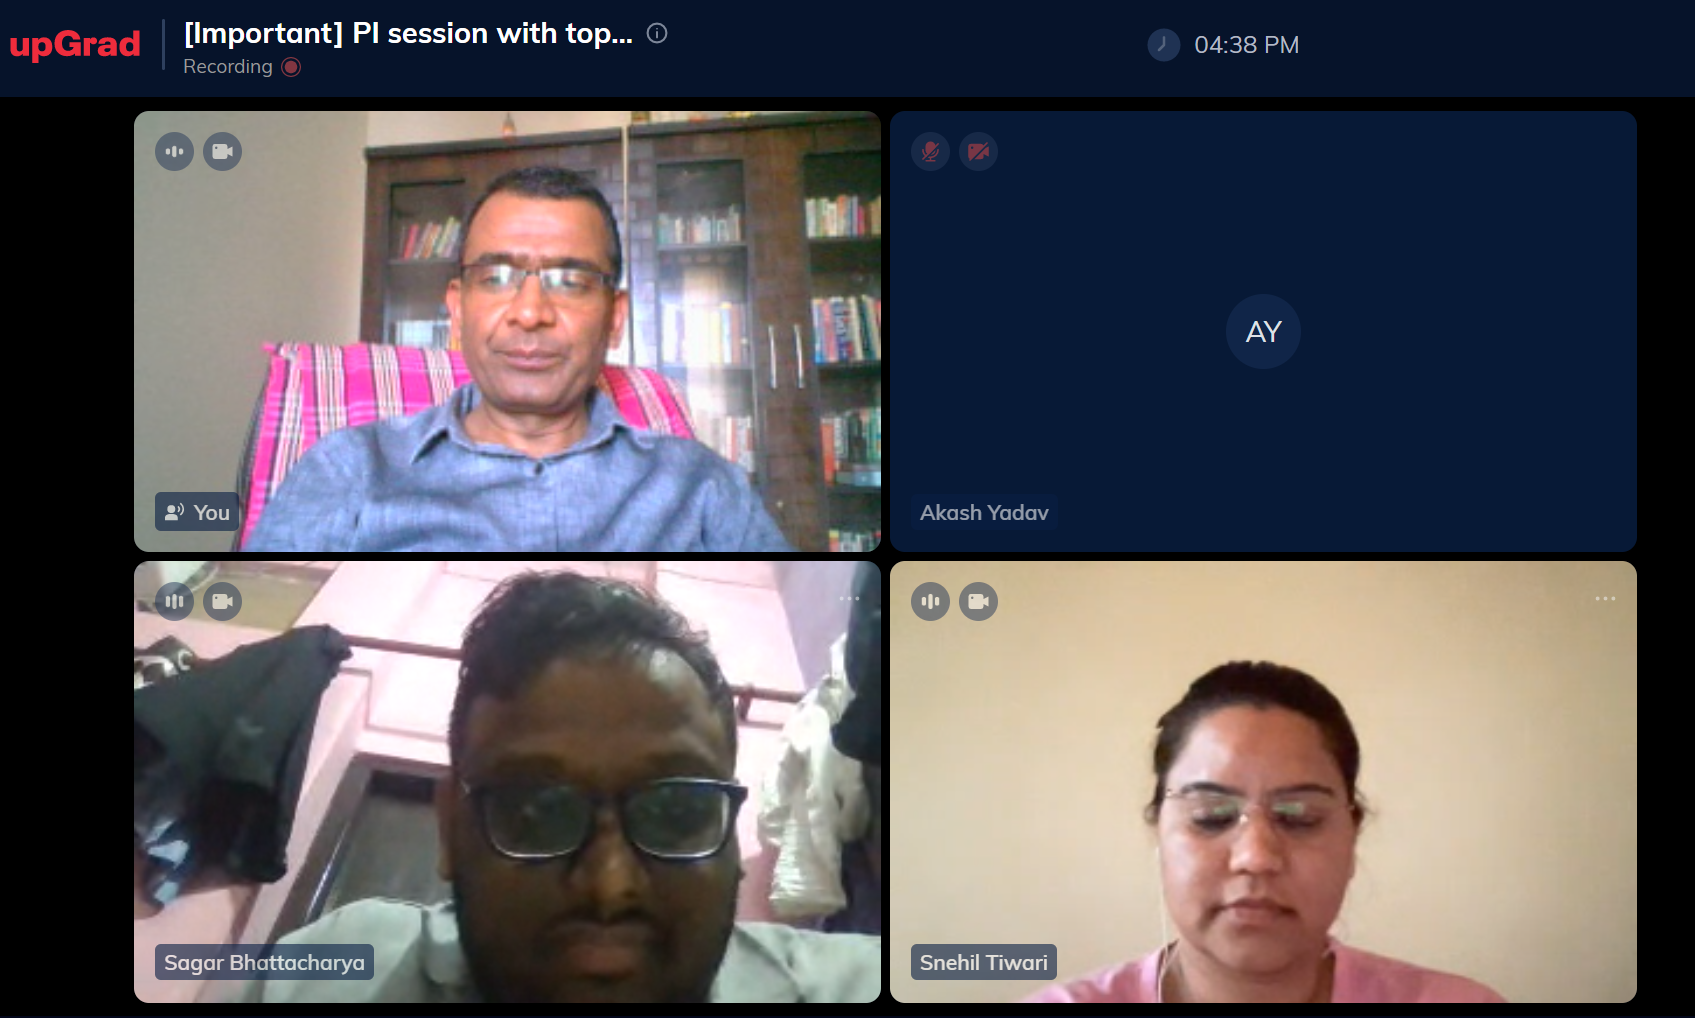 upGrad
[Important] PI session with top...
Recording
04:38 PM
You
AY
Akash Yadav
Sagar Bhattacharya
Snehil Tiwari